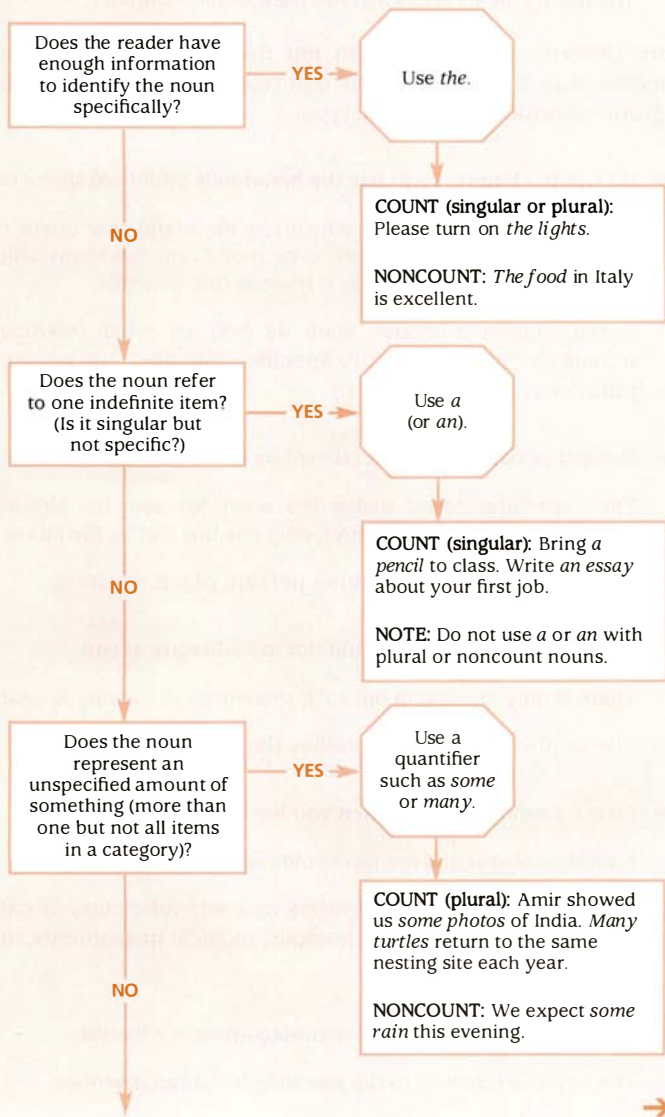 Does the reader have
enough information
to identify the noun
specifically?
YES
Use the.
COUNT (singular or plural):
Please turn on the lights.
NONCOUNT: The food in Italy
is excellent.
NO
Does the noun refer
to one indefinite item?
(Is it singular but
not specific?)
YES
Use a
(or an).
COUNT (singular): Bring a
pencil to class. Write an essay
about your first job.
NOTE: Do not use a or an with
plural or noncount nouns.
NO
Does the noun
represent an
unspecified amount of
something (more than
one but not all items
in a category)?
YES
Use a
quantifier
such as some
or many.
COUNT (plural): Amir showed
us some photos of India. Many
turtles return to the same
nesting site each year.
NONCOUNT: We expect some
rain this evening.
NO